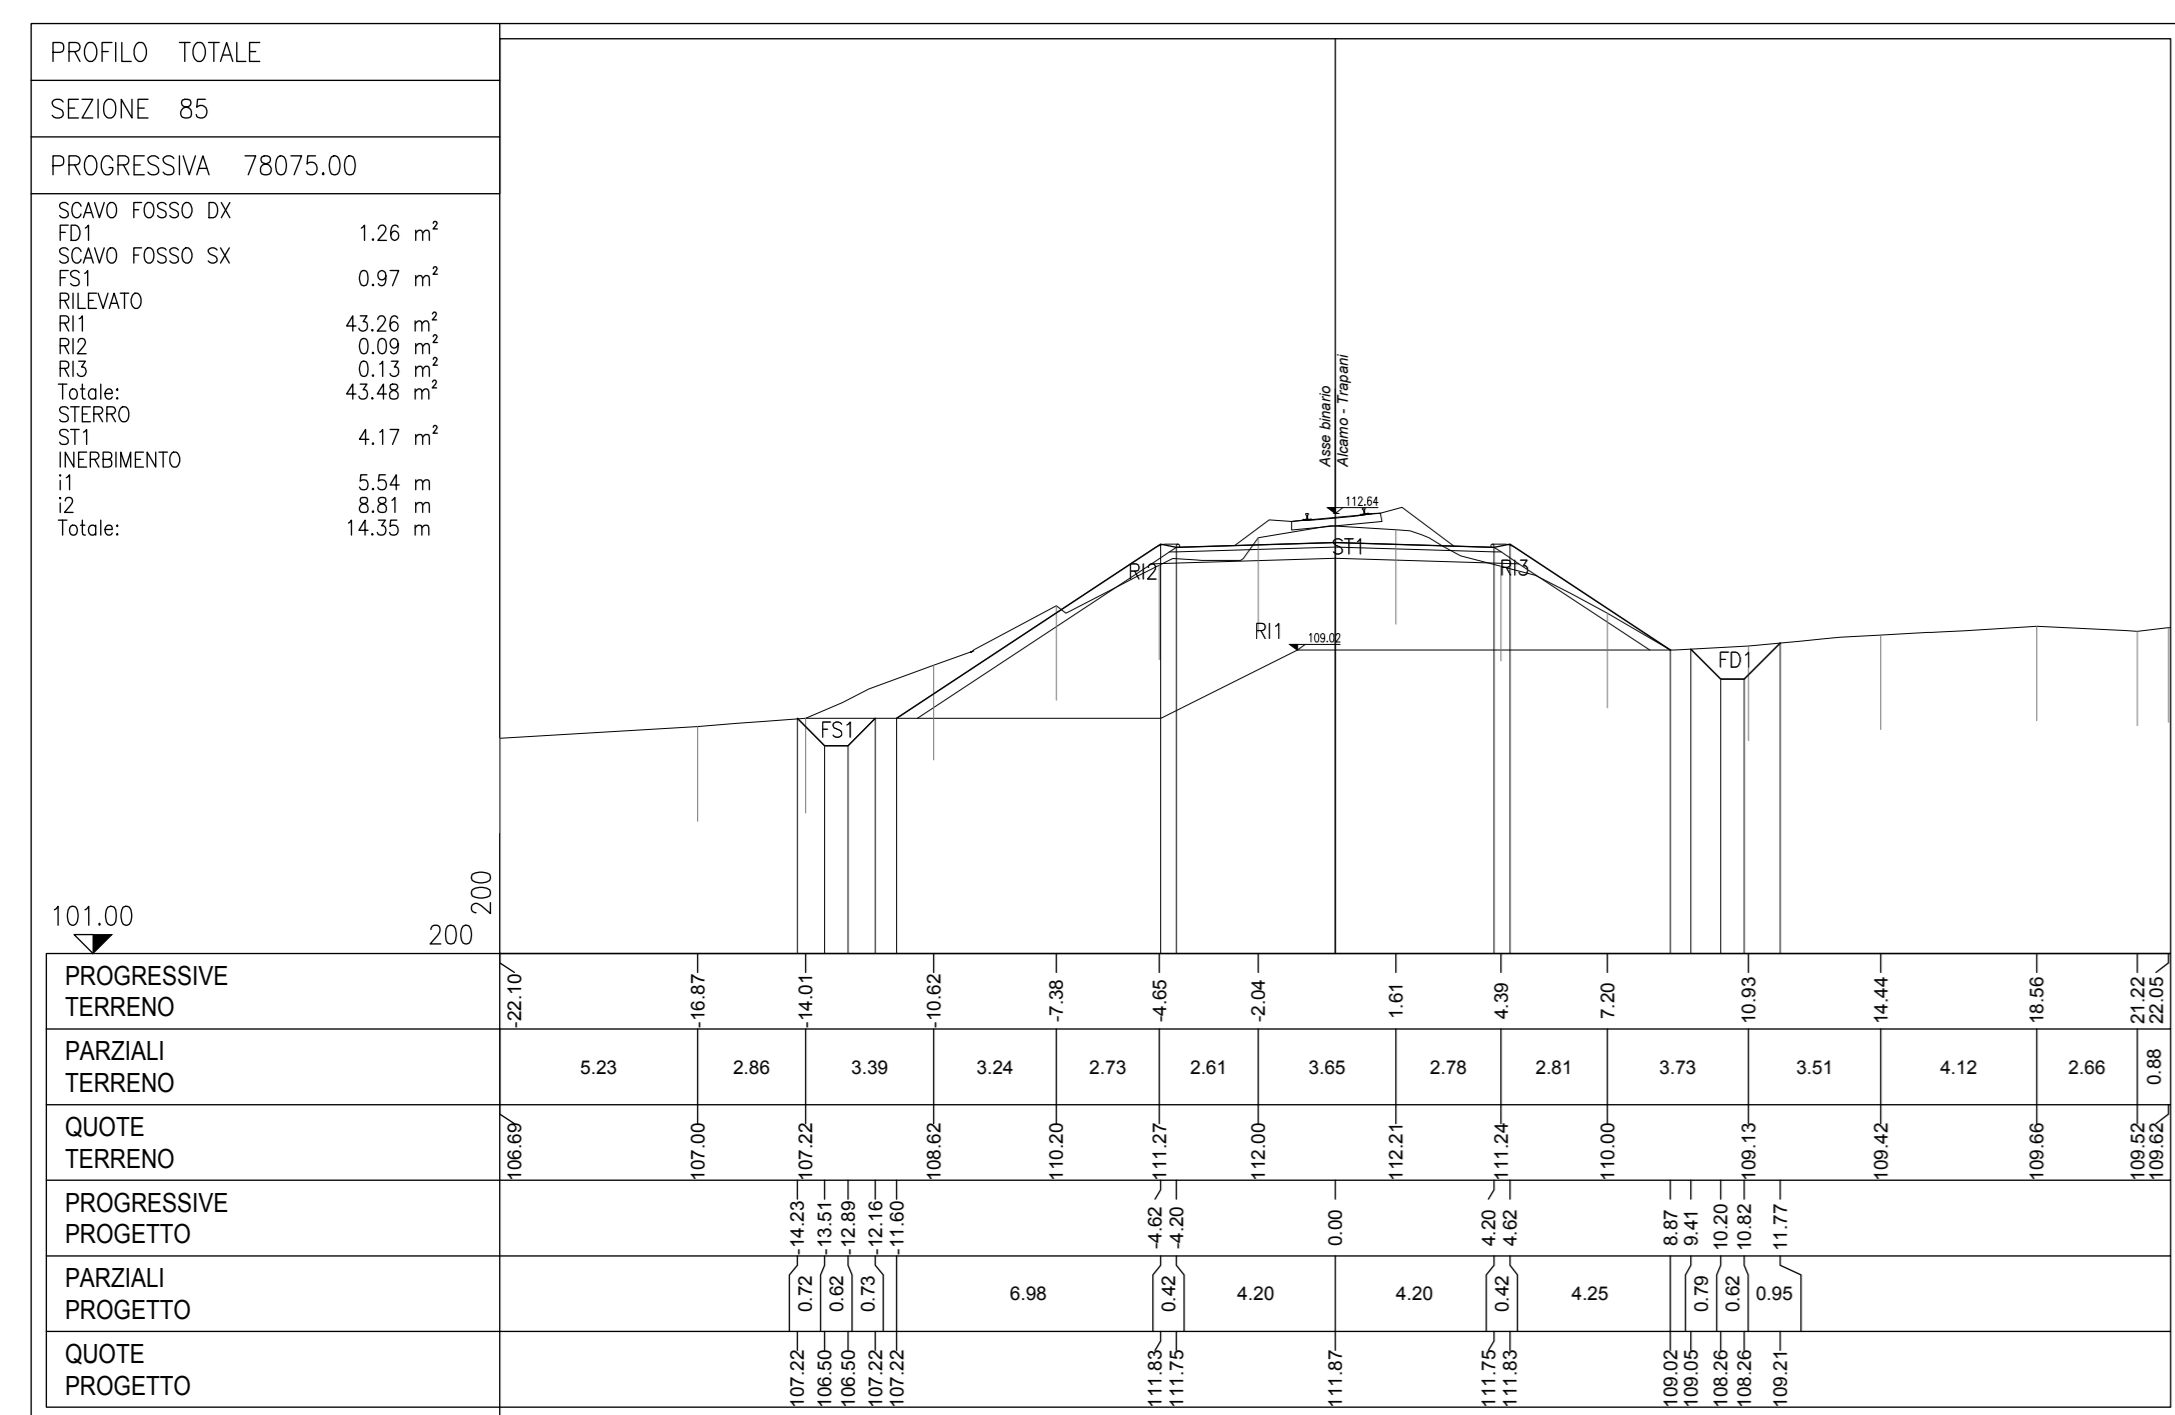 PROFILO TOTALE
SEZIONE 85
PROGRESSIVA 78075.00
SCAVO FOSSO DX
FD1 1.26 m²
SCAVO FOSSO SX
FS1 0.97 m²
RILEVATO
RI1 43.26 m²
RI2 0.09 m²
RI3 0.13 m²
Totale: 43.48 m²
STERRO
ST1 4.17 m²
INERBIMENTO
i1 5.54 m
i2 8.81 m
Totale: 14.35 m
Asse binario
Alcamo - Trapani
112.64
ST1
RI2
RI3
RI1
109.02
FD1
FS1
200
200
101.00
PROGRESSIVE
TERRENO
-22.10 -16.87 -14.01 -10.62 -7.38 -4.65 -2.04 1.61 4.39 7.20 10.93 14.44 18.56 21.22 22.05
PARZIALI
TERRENO
5.23 2.86 3.39 3.24 2.73 2.61 3.65 2.78 2.81 3.73 3.51 4.12 2.66 0.88
QUOTE
TERRENO
106.69 107.00 107.22 108.62 110.20 111.27 112.00 112.21 111.24 110.00 109.13 109.42 109.66 109.52 109.62
PROGRESSIVE
PROGETTO
-14.23 -13.51 -12.89 -12.16 -11.60 -4.62 -4.20 0.00 4.20 4.62 8.87 9.41 10.20 10.82 11.77
PARZIALI
PROGETTO
0.72 0.62 0.73 6.98 0.42 4.20 4.20 0.42 4.25 0.79 0.62 0.95
QUOTE
PROGETTO
107.22 106.50 106.50 107.22 107.22 111.83 111.75 111.87 111.75 111.83 109.02 109.05 108.26 108.26 109.21